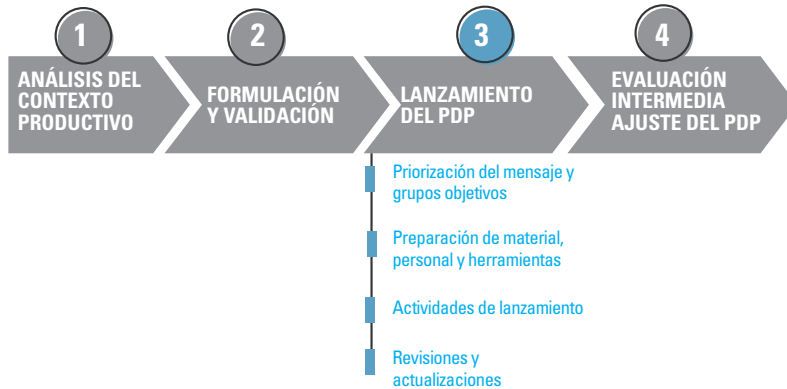 1
2
3
4
ANÁLISIS DEL
CONTEXTO
PRODUCTIVO
FORMULACIÓN
Y VALIDACIÓN
LANZAMIENTO
DEL PDP
EVALUACIÓN
INTERMEDIA
AJUSTE DEL PDP
Priorización del mensaje y
grupos objetivos
Preparación de material,
personal y herramientas
Actividades de lanzamiento
Revisiones y
actualizaciones